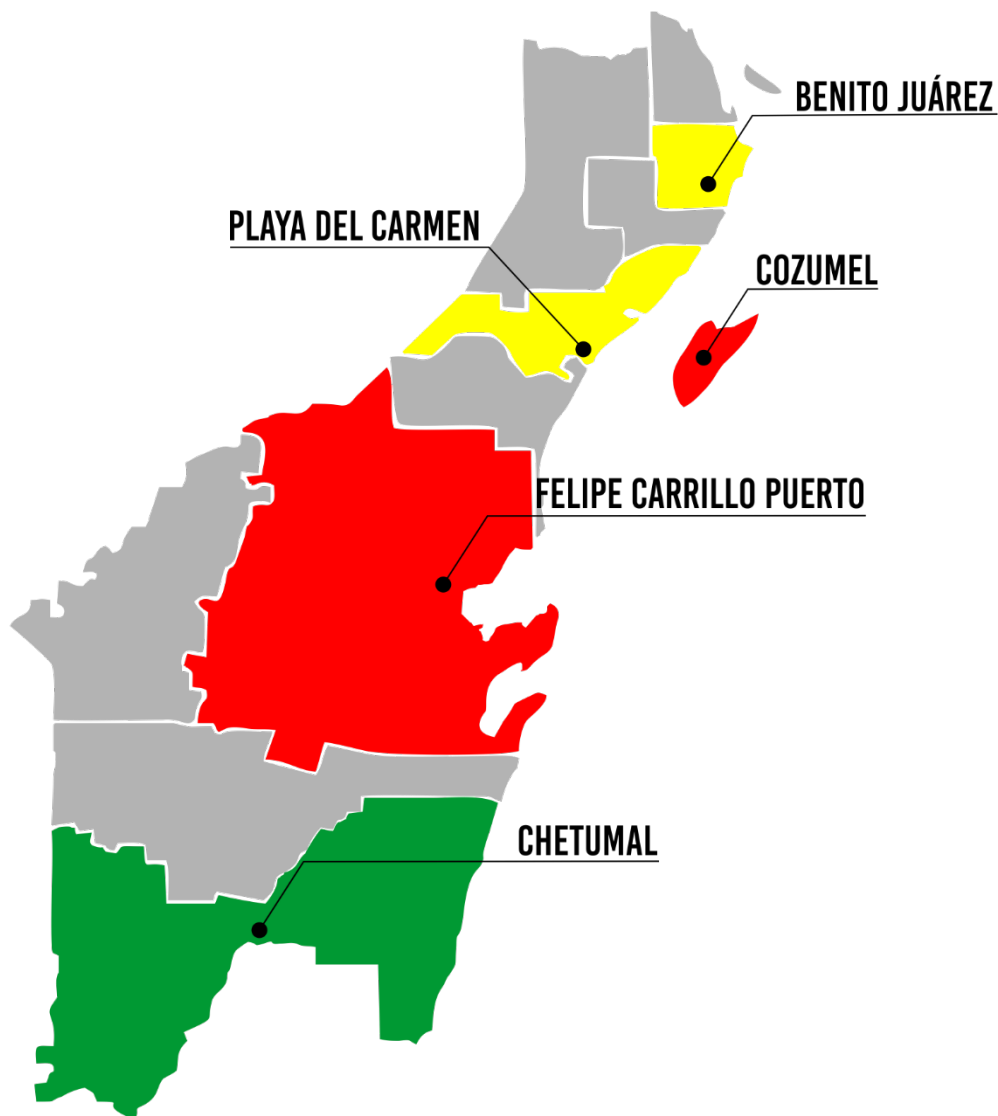 BENITO JUÁREZ
PLAYA DEL CARMEN
COZUMEL
FELIPE CARRILLO PUERTO
CHETUMAL